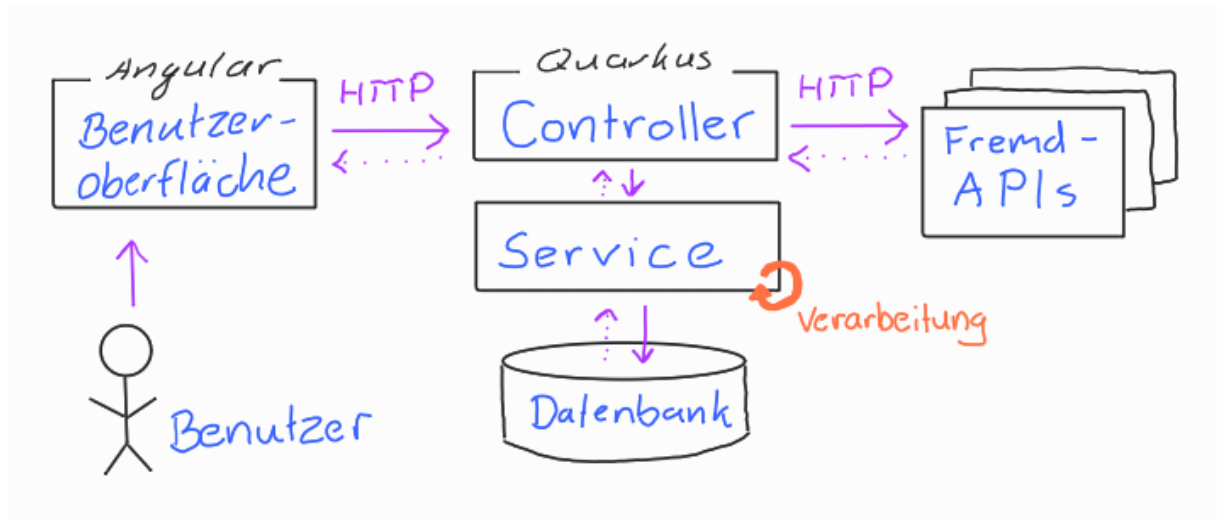 Angular
Benutzer-
oberfläche
HTTP
Quarkus
Controller
HTTP
Fremd-
APIs
Service
Verarbeitung
Datenbank
Benutzer